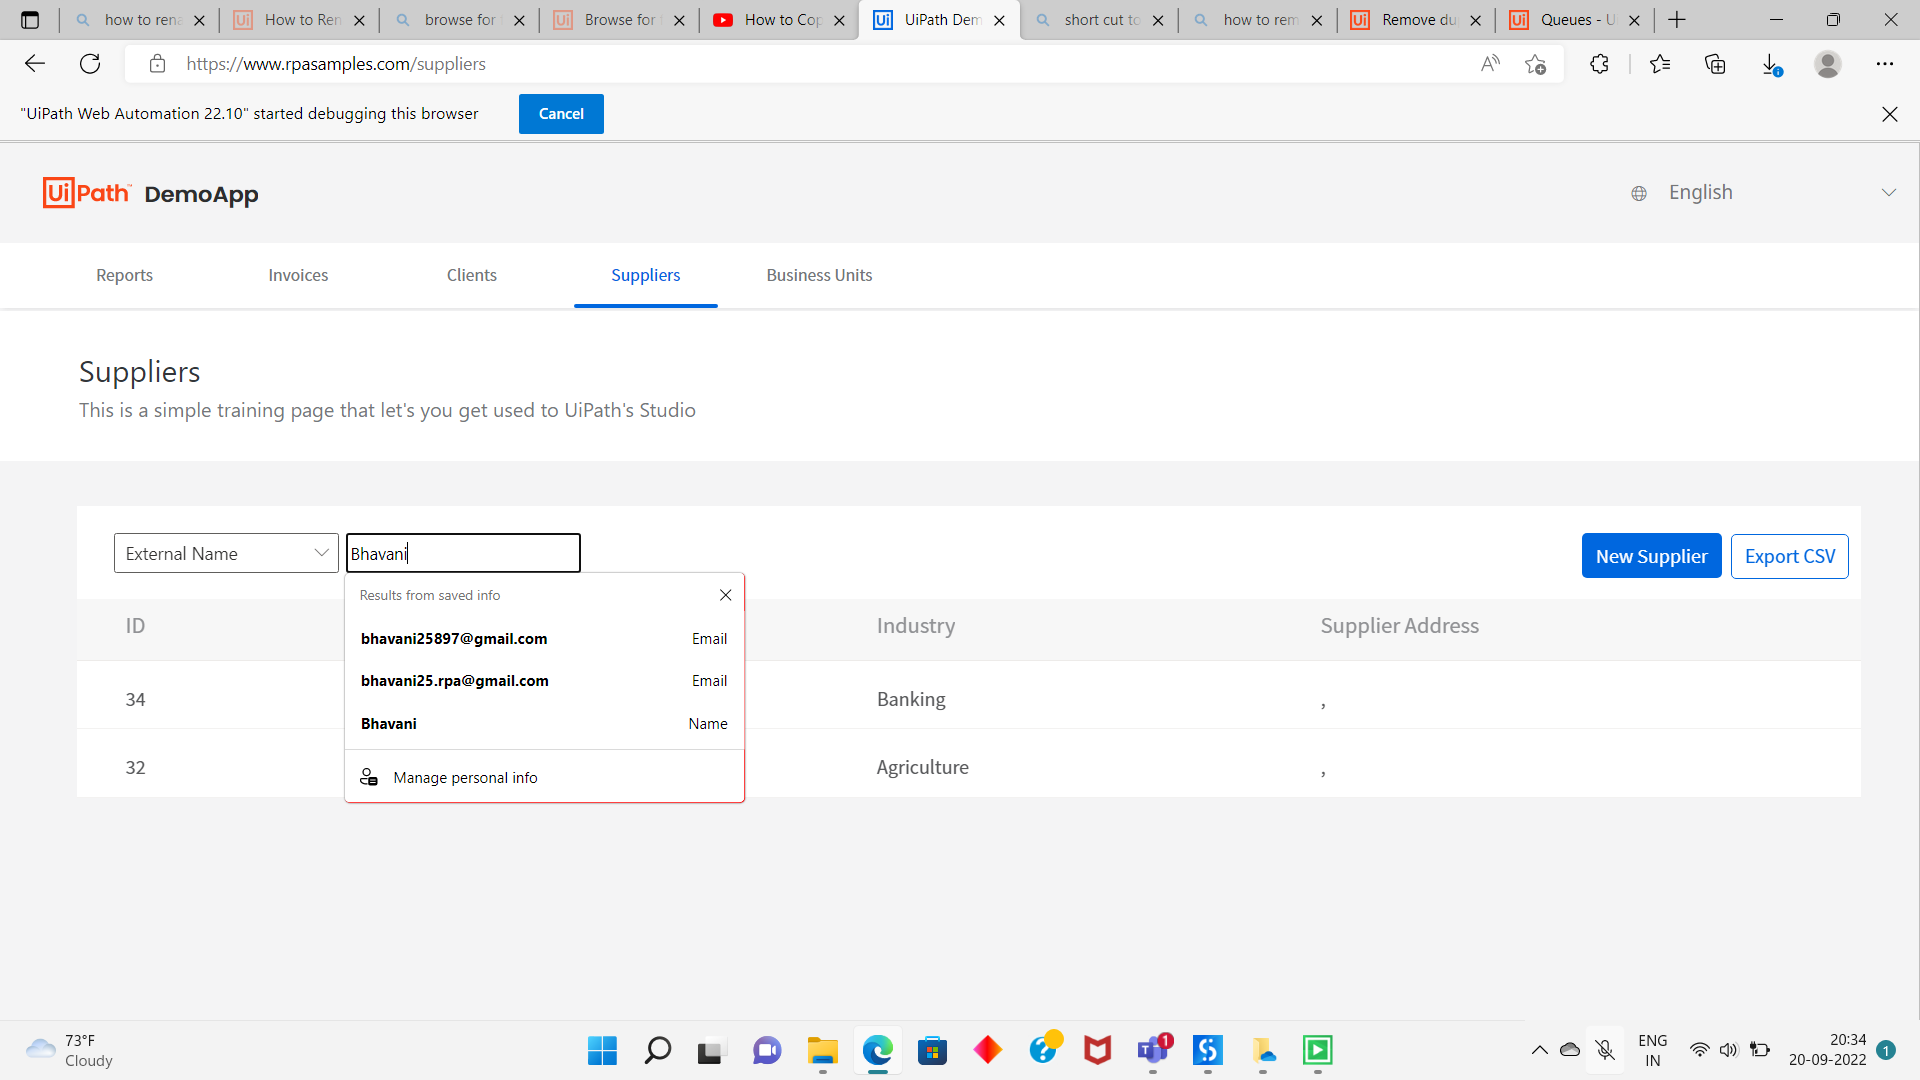 how to rena
How to Ren
browse for
Browse for
How to Cop
UiPath Dem
short cut to
how to rem
Remove du
Queues - U
https://www.rpasamples.com/suppliers
"UiPath Web Automation 22.10" started debugging this browser
Cancel
UiPath™ DemoApp
English
Reports
Invoices
Clients
Suppliers
Business Units
Suppliers
This is a simple training page that let's you get used to UiPath's Studio
External Name
Bhavani
New Supplier
Export CSV
Results from saved info
bhavani25897@gmail.com Email
bhavani25.rpa@gmail.com Email
Bhavani Name
Manage personal info
ID
Industry
Supplier Address
34
Banking
,
32
Agriculture
,
73°F
Cloudy
1
ENG
IN
20:34
20-09-2022
1